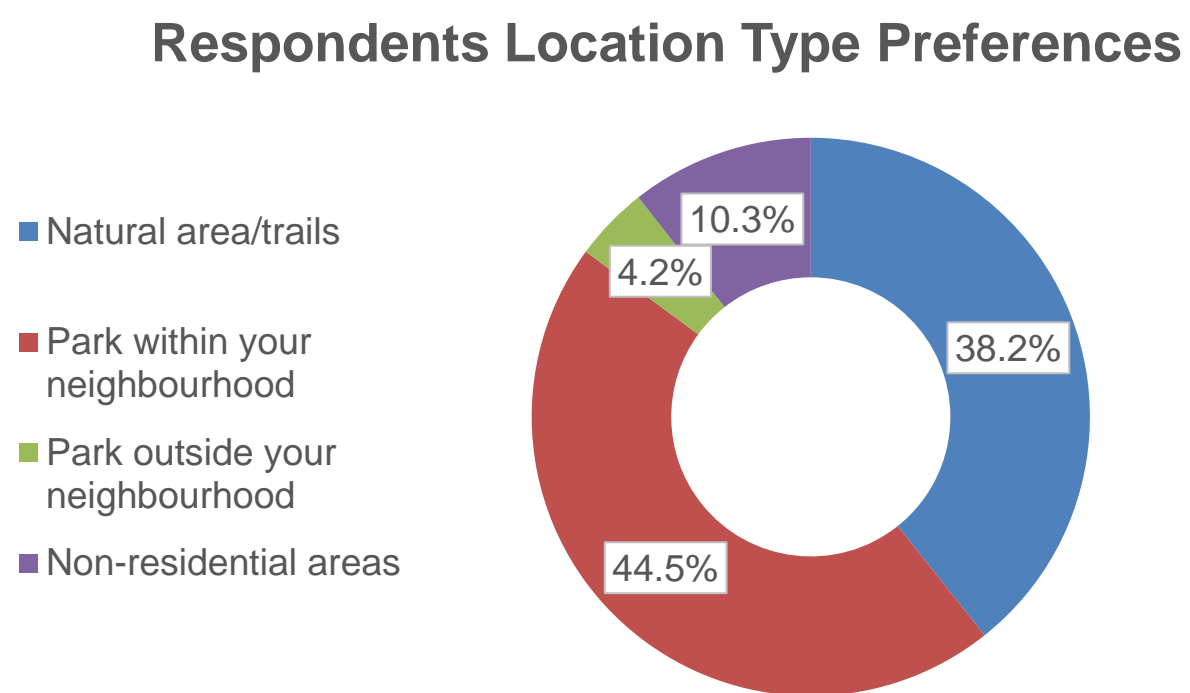 Respondents Location Type Preferences
Natural area/trails
Park within your
neighbourhood
Park outside your
neighbourhood
Non-residential areas
10.3%
4.2%
38.2%
44.5%